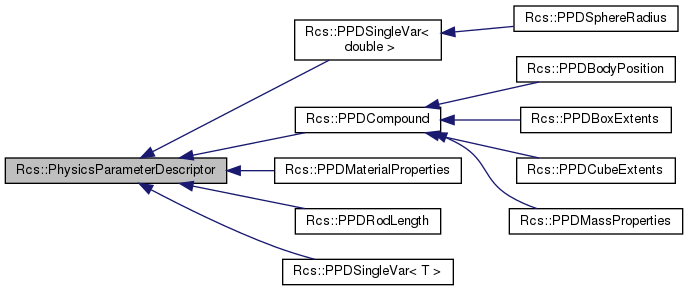 Rcs::PPDSphereRadius
Rcs::PPDSingleVar<
double >
Rcs::PPDBodyPosition
Rcs::PPDCompound
Rcs::PPDBoxExtents
Rcs::PhysicsParameterDescriptor
Rcs::PPDMaterialProperties
Rcs::PPDCubeExtents
Rcs::PPDRodLength
Rcs::PPDMassProperties
Rcs::PPDSingleVar< T >